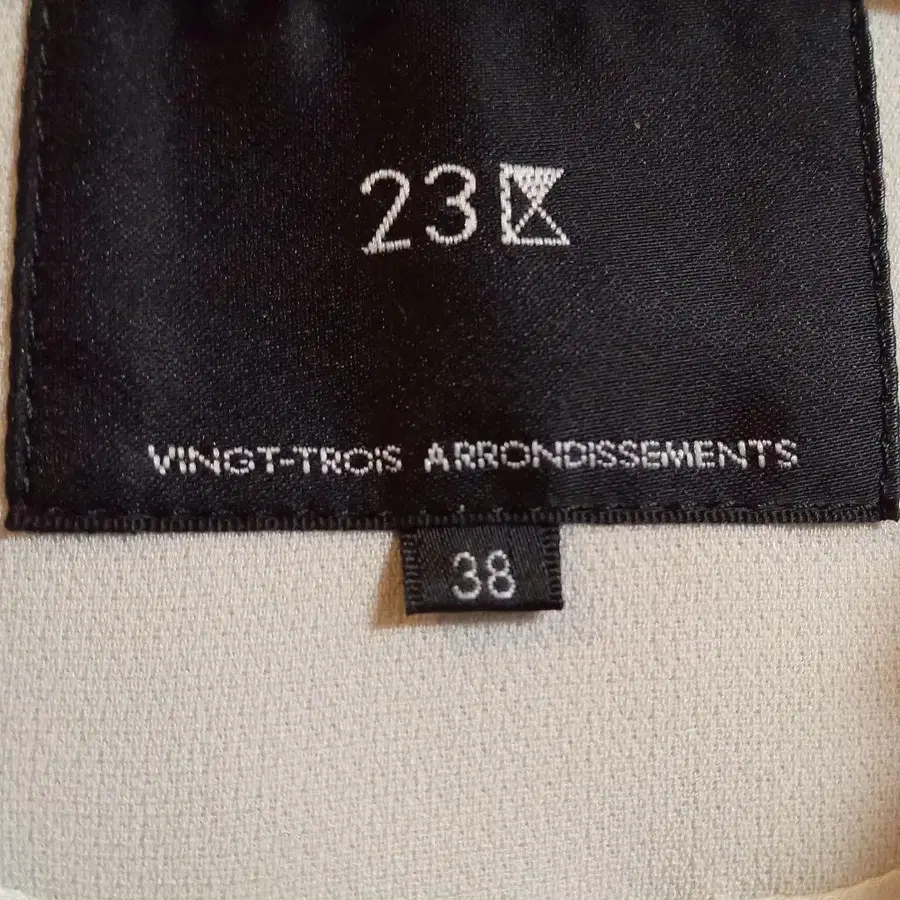 23区
VINGT-TROIS ARRONDISSEMENTS
38